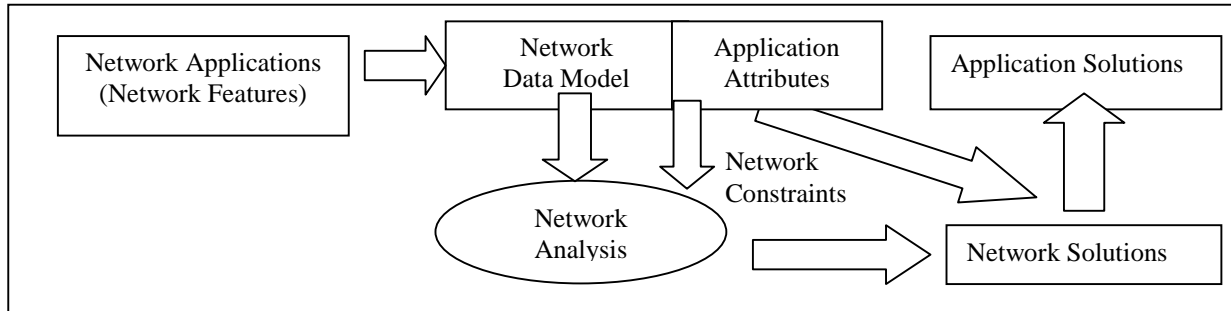 Network Applications
(Network Features)
Network
Data Model
Application
Attributes
Application Solutions
Network
Constraints
Network
Analysis
Network Solutions